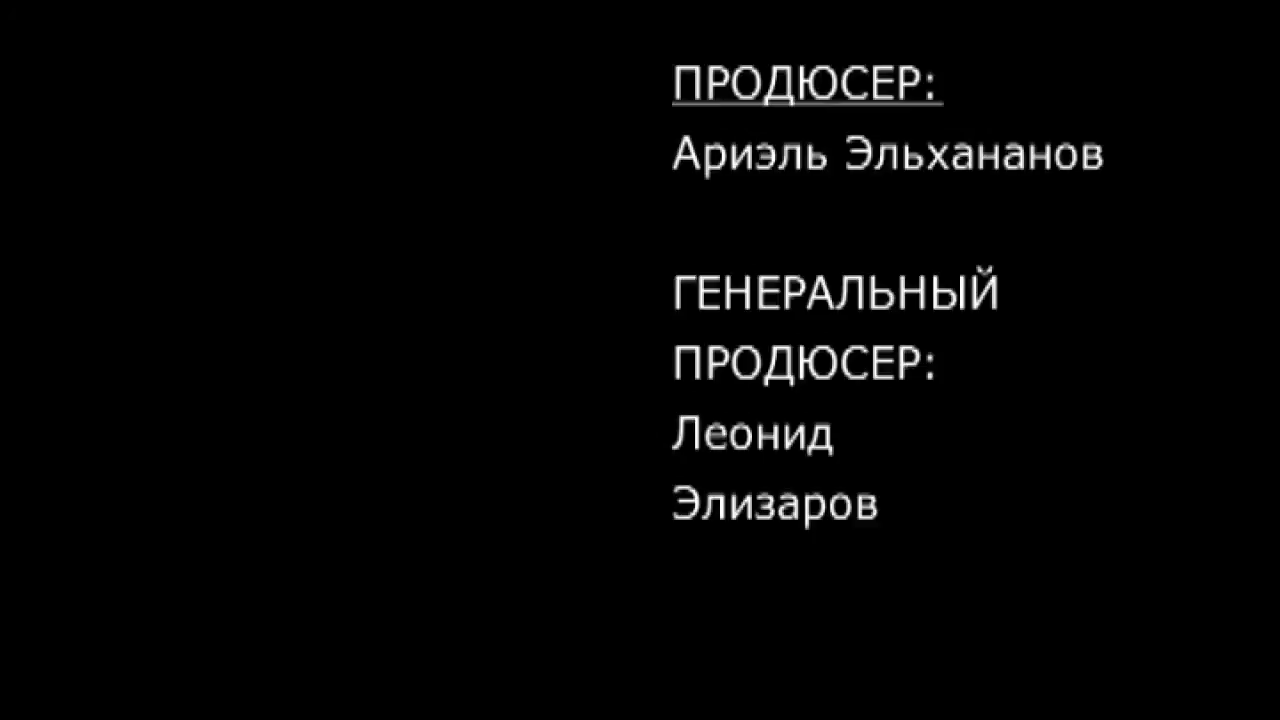 ПРОДЮСЕР:
Ариэль Эльхананов
ГЕНЕРАЛЬНЫЙ
ПРОДЮСЕР:
Леонид
Элизаров